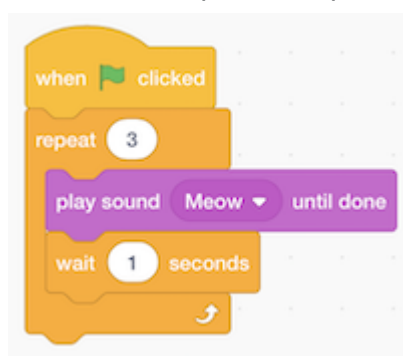 when clicked
repeat 3
play sound Meow until done
wait 1 seconds